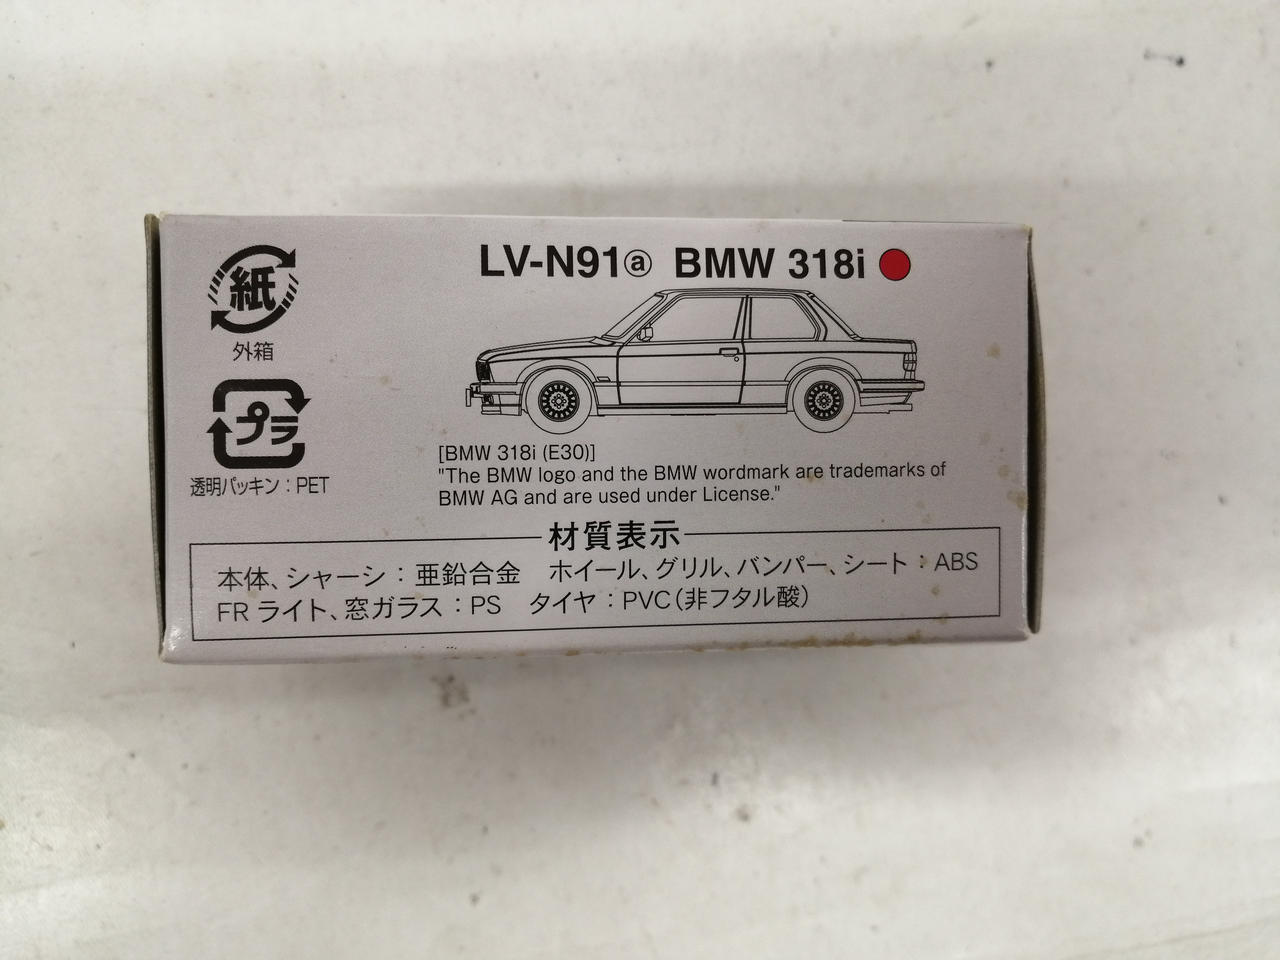 LV-N91ⓐ BMW 318i
紙
外箱
プラ
透明パッキン：PET
[BMW 318i (E30)]
"The BMW logo and the BMW wordmark are trademarks of
BMW AG and are used under License."
材質表示
本体、シャーシ：亜鉛合金　ホイール、グリル、バンパー、シート：ABS
FR ライト、窓ガラス：PS　タイヤ：PVC（非フタル酸）